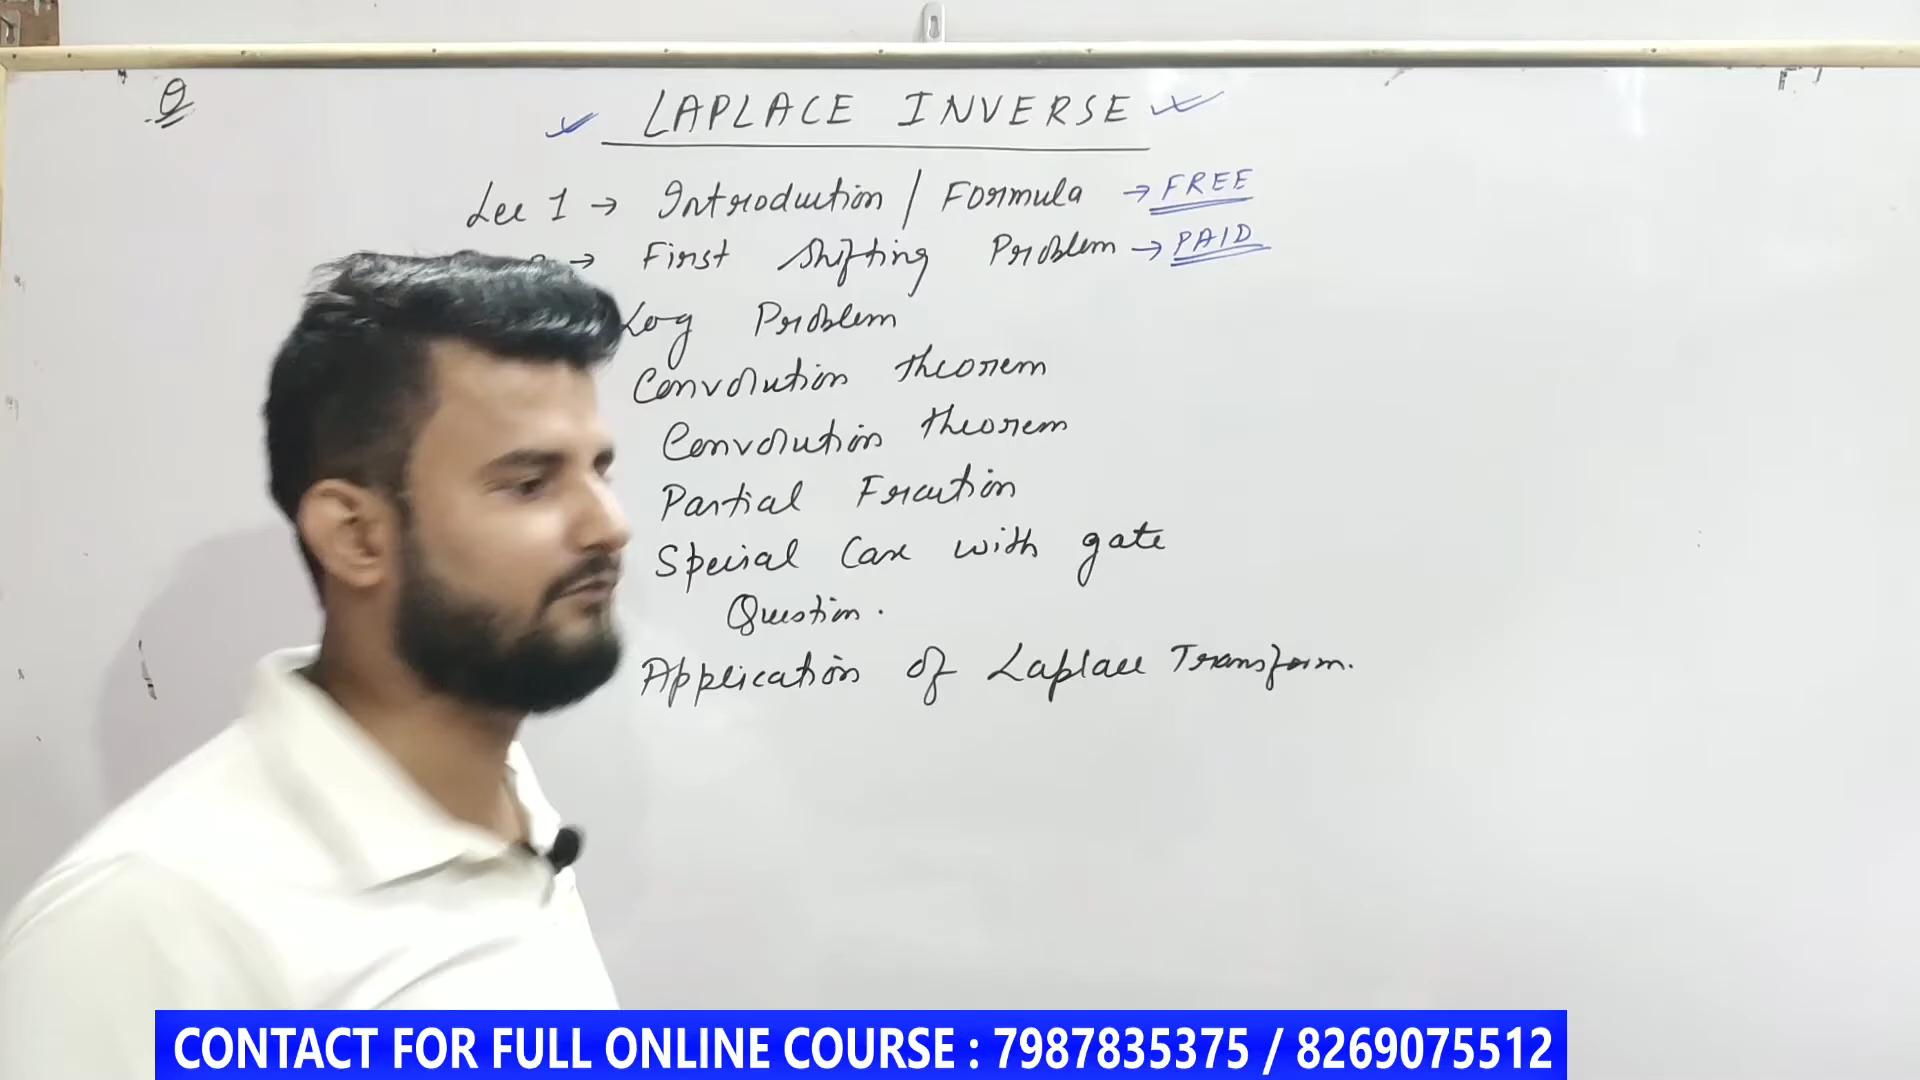 Q
LAPLACE INVERSE
Lec 1 → Introduction / Formula → FREE
→ First Shifting Problem → PAID
Log Problem
Convolution theorem
Convolution theorem
Partial Fraction
Special Case with gate
Question.
Application of Laplace Transform.
CONTACT FOR FULL ONLINE COURSE : 7987835375 / 8269075512